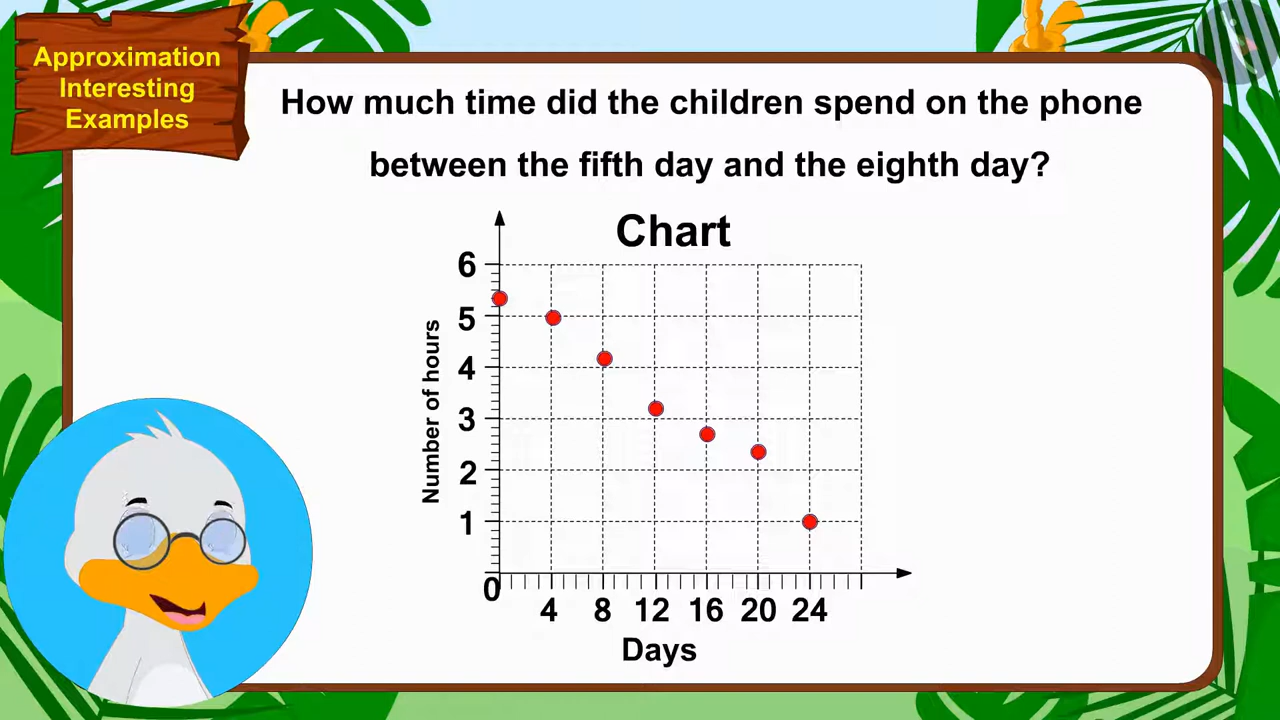 Approximation
Interesting
Examples
How much time did the children spend on the phone
between the fifth day and the eighth day?
Chart
6
5
4
3
2
1
0
Number of hours
4 8 12 16 20 24
Days